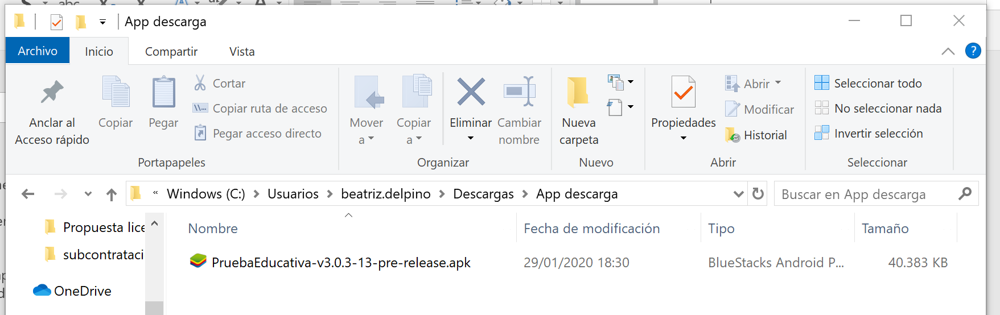 App descarga
Archivo Inicio Compartir Vista
?
Anclar al
Acceso rápido
Copiar
Pegar
Cortar
Copiar ruta de acceso
Pegar acceso directo
Portapapeles
Mover
a
Copiar
a
Eliminar
Cambiar
nombre
Organizar
Nueva
carpeta
Nuevo
Propiedades
Abrir
Modificar
Historial
Abrir
Seleccionar todo
No seleccionar nada
Invertir selección
Seleccionar
« Windows (C:) > Usuarios > beatriz.delpino > Descargas > App descarga
Buscar en App descarga
Propuesta lice
subcontrataci
OneDrive
Nombre Fecha de modificación Tipo Tamaño
PruebaEducativa-v3.0.3-13-pre-release.apk 29/01/2020 18:30 BlueStacks Android P... 40.383 KB